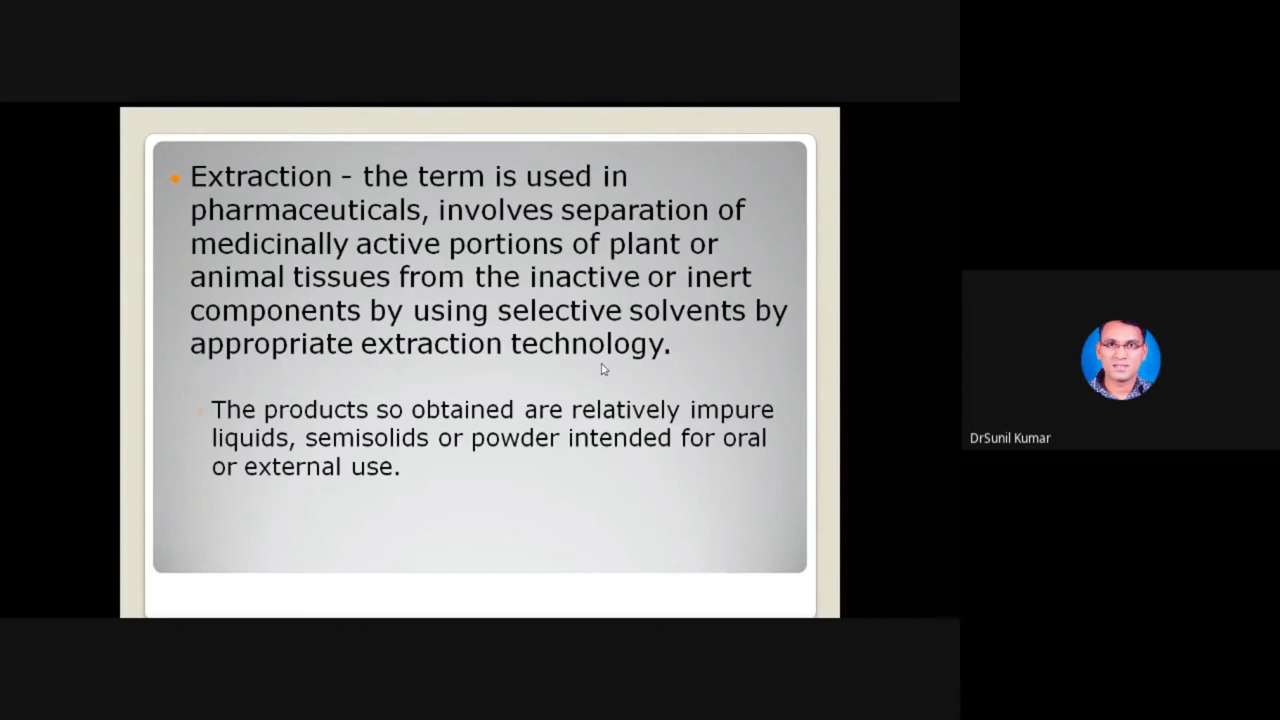 Extraction - the term is used in
pharmaceuticals, involves separation of
medicinally active portions of plant or
animal tissues from the inactive or inert
components by using selective solvents by
appropriate extraction technology.
The products so obtained are relatively impure
liquids, semisolids or powder intended for oral
or external use.
DrSunil Kumar